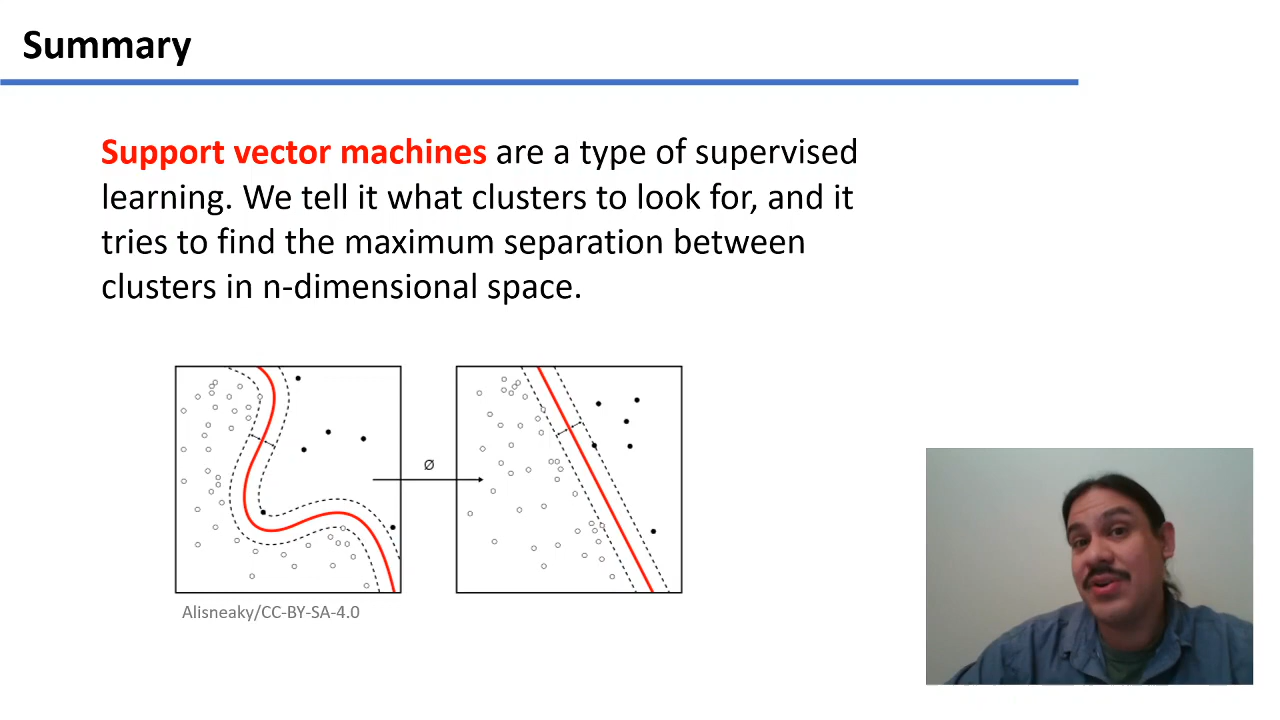 Summary
Support vector machines are a type of supervised
learning. We tell it what clusters to look for, and it
tries to find the maximum separation between
clusters in n-dimensional space.
Ø
Alisneaky/CC-BY-SA-4.0